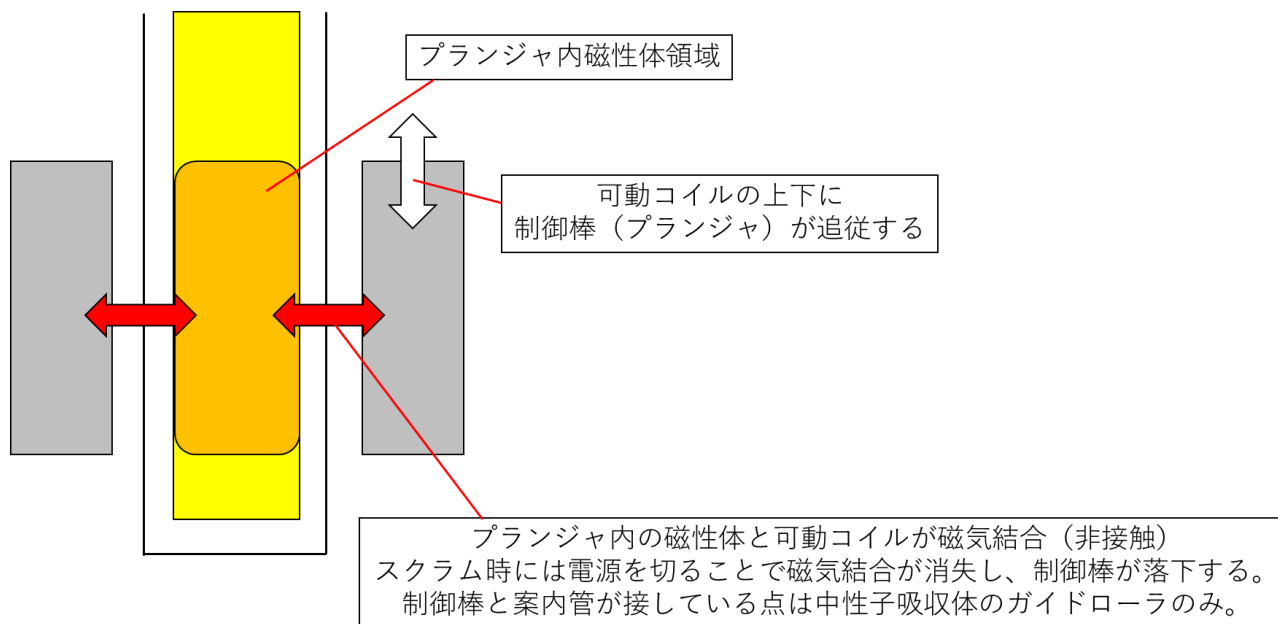 プランジャ内磁性体領域
可動コイルの上下に
制御棒（プランジャ）が追従する
プランジャ内の磁性体と可動コイルが磁気結合（非接触）
スクラム時には電源を切ることで磁気結合が消失し、制御棒が落下する。
制御棒と案内管が接している点は中性子吸収体のガイドローラのみ。